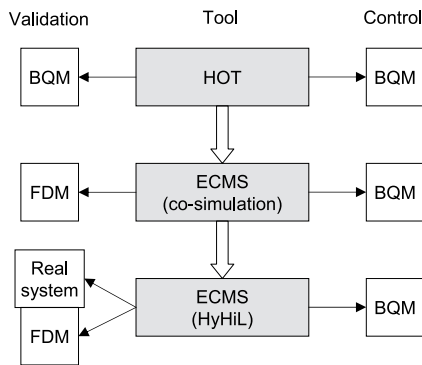 Validation Tool Control
BQM HOT BQM
FDM ECMS
(co-simulation) BQM
Real
system
FDM
ECMS
(HyHiL)
BQM